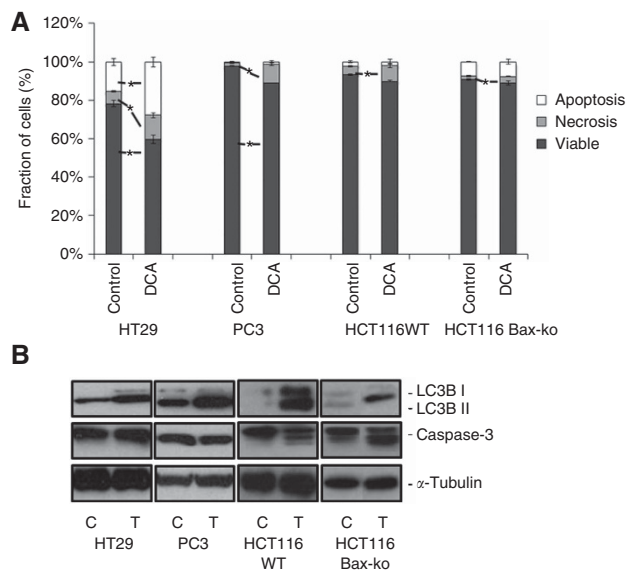 A
Fraction of cells (%)
120%
100%
80%
60%
40%
20%
0%
*
*
*
*
*
*
*
Apoptosis
Necrosis
Viable
Control
DCA
Control
DCA
Control
DCA
Control
DCA
HT29
PC3
HCT116WT
HCT116 Bax-ko
B
- LC3B I
- LC3B II
- Caspase-3
- α-Tubulin
C T C T C T C T
HT29 PC3 HCT116 HCT116
WT Bax-ko